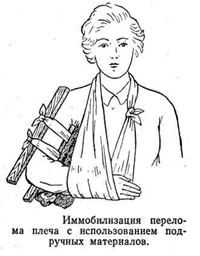 Иммобилизация перело-
ма плеча с использованием под-
ручных материалов.